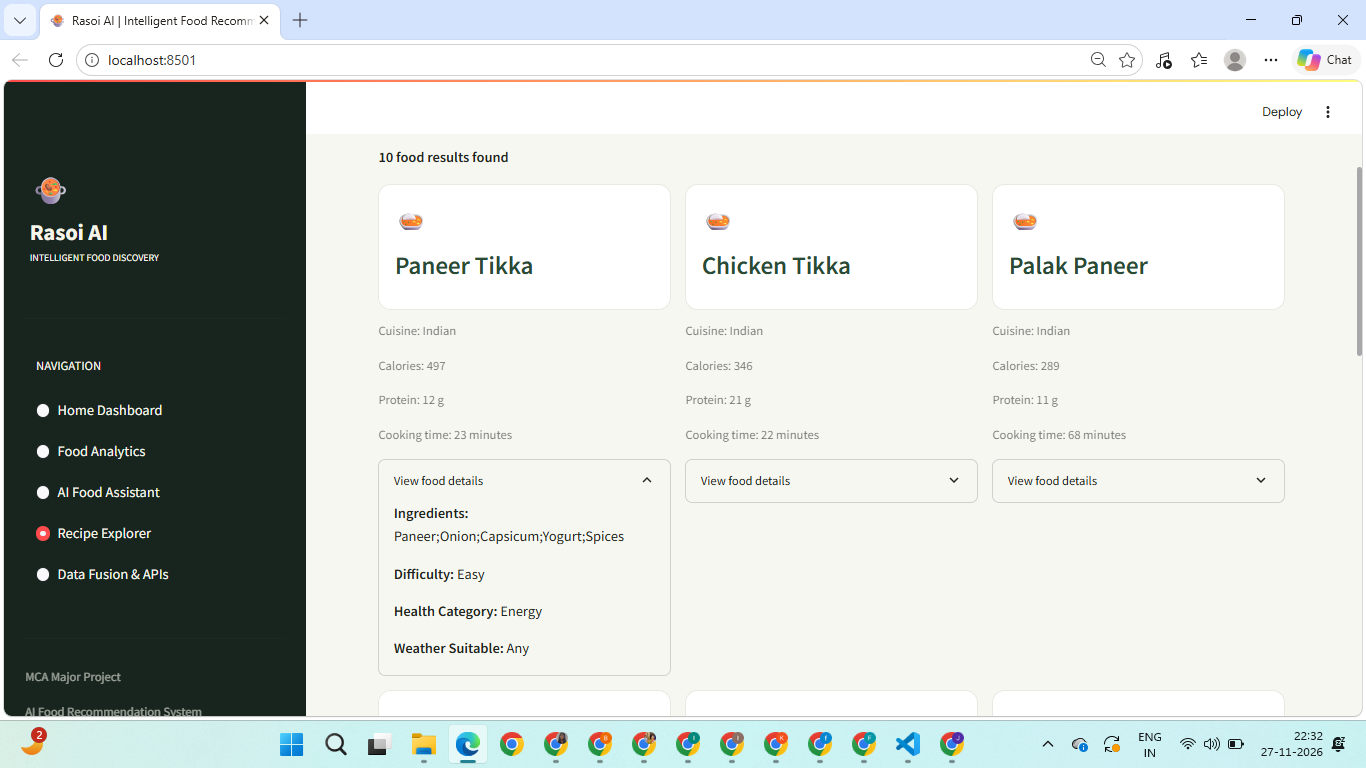 Rasoi AI | Intelligent Food Recomm
localhost:8501
Chat
Deploy
Rasoi AI
INTELLIGENT FOOD DISCOVERY
NAVIGATION
Home Dashboard
Food Analytics
AI Food Assistant
Recipe Explorer
Data Fusion & APIs
MCA Major Project
AI Food Recommendation System
10 food results found
Paneer Tikka
Cuisine: Indian
Calories: 497
Protein: 12 g
Cooking time: 23 minutes
View food details
Ingredients:
Paneer;Onion;Capsicum;Yogurt;Spices
Difficulty: Easy
Health Category: Energy
Weather Suitable: Any
Chicken Tikka
Cuisine: Indian
Calories: 346
Protein: 21 g
Cooking time: 22 minutes
View food details
Palak Paneer
Cuisine: Indian
Calories: 289
Protein: 11 g
Cooking time: 68 minutes
View food details
2
ENG
IN
22:32
27-11-2026